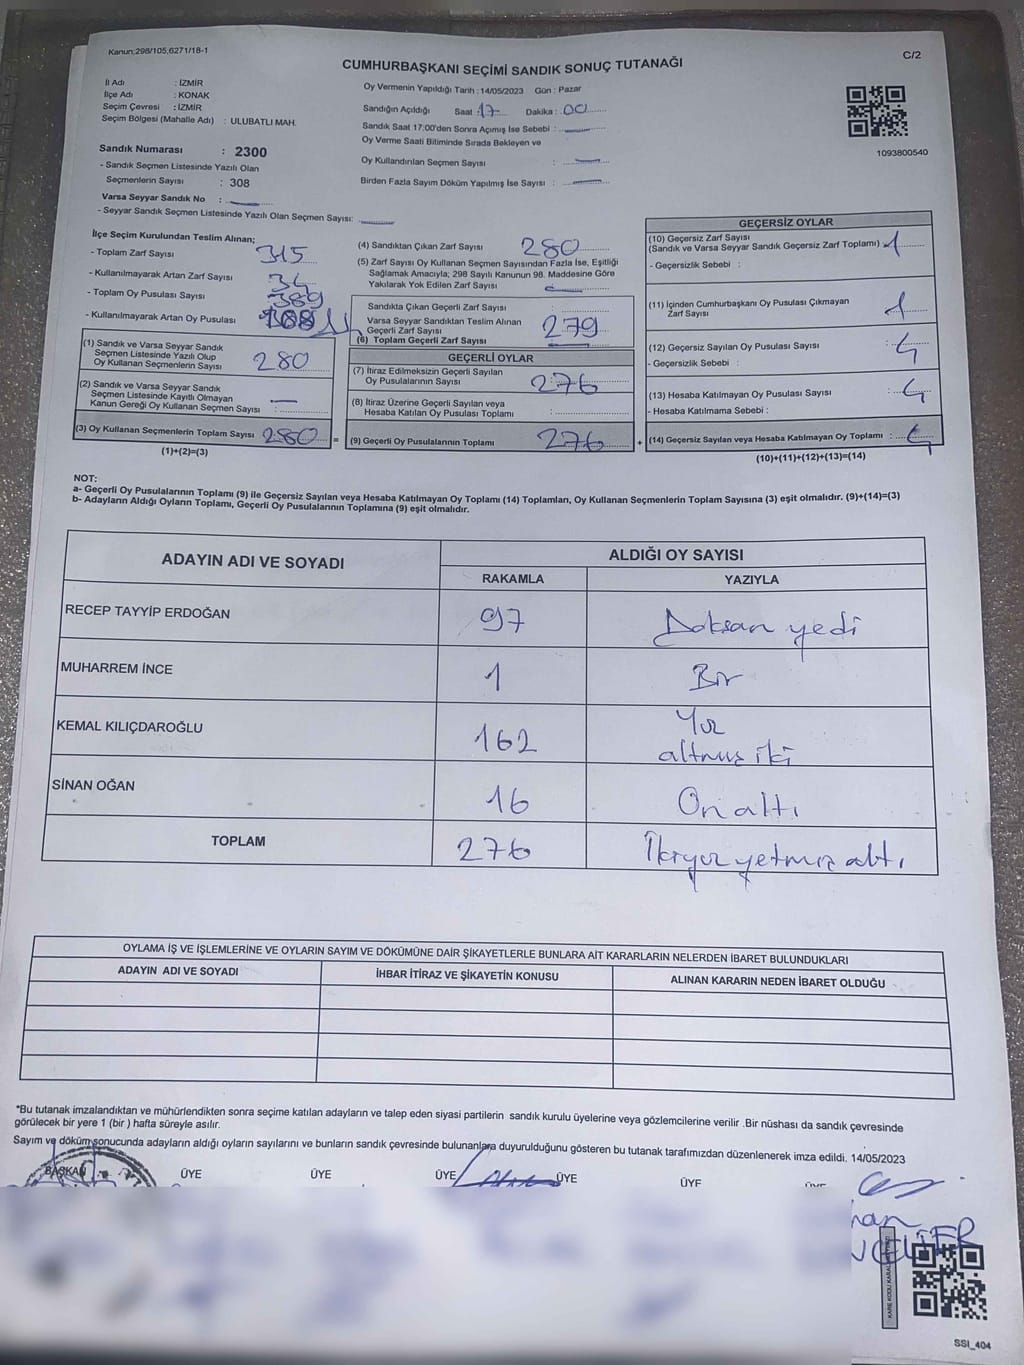 Kanun;298/105,6271/18-1
C/2
CUMHURBAŞKANI SEÇİMİ SANDIK SONUÇ TUTANAĞI
İl Adı : İZMİR
İlçe Adı : KONAK
Seçim Çevresi : İZMİR
Seçim Bölgesi (Mahalle Adı) : ULUBATLI MAH.
Oy Vermenin Yapıldığı Tarih : 14/05/2023 Gün : Pazar
Sandığın Açıldığı Saat : 17 Dakika : 00
Sandık Saat 17:00'den Sonra Açımış İse Sebebi :
Oy Verme Saati Bitiminde Sırada Bekleyen ve
Oy Kullandırılan Seçmen Sayısı :
Birden Fazla Sayım Döküm Yapılmış İse Sayısı :
1093800540
Sandık Numarası : 2300
- Sandık Seçmen Listesinde Yazılı Olan
Seçmenlerin Sayısı : 308
Varsa Seyyar Sandık No :
- Seyyar Sandık Seçmen Listesinde Yazılı Olan Seçmen Sayısı:
İlçe Seçim Kurulundan Teslim Alınan;
- Toplam Zarf Sayısı 315
- Kullanılmayarak Artan Zarf Sayısı
- Toplam Oy Pusulası Sayısı 389
- Kullanılmayarak Artan Oy Pusulası
(1) Sandık ve Varsa Seyyar Sandık
Seçmen Listesinde Yazılı Olup
Oy Kullanan Seçmenlerin Sayısı 280
(2) Sandık ve Varsa Seyyar Sandık
Seçmen Listesinde Kayıtlı Olmayan
Kanun Gereği Oy Kullanan Seçmen Sayısı :
(3) Oy Kullanan Seçmenlerin Toplam Sayısı 280 =
(1)+(2)=(3)
(4) Sandıktan Çıkan Zarf Sayısı 280
(5) Zarf Sayısı Oy Kullanan Seçmen Sayısından Fazla İse, Eşitliği
Sağlamak Amacıyla; 298 Sayılı Kanunun 98. Maddesine Göre
Yakılarak Yok Edilen Zarf Sayısı
Sandıkta Çıkan Geçerli Zarf Sayısı
Varsa Seyyar Sandıktan Teslim Alınan
Geçerli Zarf Sayısı
(6) Toplam Geçerli Zarf Sayısı 279
GEÇERLİ OYLAR
(7) İtiraz Edilmeksizin Geçerli Sayılan
Oy Pusulalarının Sayısı : 276
(8) İtiraz Üzerine Geçerli Sayılan veya
Hesaba Katılan Oy Pusulası Toplamı :
(9) Geçerli Oy Pusulalarının Toplamı 276 +
GEÇERSİZ OYLAR
(10) Geçersiz Zarf Sayısı
(Sandık ve Varsa Seyyar Sandık Geçersiz Zarf Toplamı) 1
- Geçersizlik Sebebi :
(11) İçinden Cumhurbaşkanı Oy Pusulası Çıkmayan
Zarf Sayısı 1
(12) Geçersiz Sayılan Oy Pusulası Sayısı : 4
- Geçersizlik Sebebi :
(13) Hesaba Katılmayan Oy Pusulası Sayısı : 4
- Hesaba Katılmama Sebebi :
(14) Geçersiz Sayılan veya Hesaba Katılmayan Oy Toplamı : 4
(10)+(11)+(12)+(13)=(14)
NOT:
a- Geçerli Oy Pusulalarının Toplamı (9) ile Geçersiz Sayılan veya Hesaba Katılmayan Oy Toplamı (14) Toplamları, Oy Kullanan Seçmenlerin Toplam Sayısına (3) eşit olmalıdır. (9)+(14)=(3)
b- Adayların Aldığı Oyların Toplamı, Geçerli Oy Pusulalarının Toplamına (9) eşit olmalıdır.
ADAYIN ADI VE SOYADI ALDIĞI OY SAYISI
RAKAMLA YAZIYLA
RECEP TAYYİP ERDOĞAN 97 Doksan yedi
MUHARREM İNCE 1 Bir
KEMAL KILIÇDAROĞLU 162 Yüz
altmış iki
SİNAN OĞAN 16 On altı
TOPLAM 276 İkiyüz yetmiş altı
OYLAMA İŞ VE İŞLEMLERİNE VE OYLARIN SAYIM VE DÖKÜMÜNE DAİR ŞİKAYETLERLE BUNLARA AİT KARARLARIN NELERDEN İBARET BULUNDUKLARI
ADAYIN ADI VE SOYADI İHBAR İTİRAZ VE ŞİKAYETİN KONUSU ALINAN KARARIN NEDEN İBARET OLDUĞU
*Bu tutanak imzalandıktan ve mühürlendikten sonra seçime katılan adayların ve talep eden siyasi partilerin sandık kurulu üyelerine veya gözlemcilerine verilir .Bir nüshası da sandık çevresinde
görülecek bir yere 1 (bir ) hafta süreyle asılır.
Sayım ve döküm sonucunda adayların aldığı oyların sayılarını ve bunların sandık çevresinde bulunanlara duyurulduğunu gösteren bu tutanak tarafımızdan düzenlenerek imza edildi. 14/05/2023
BAŞKAN ÜYE ÜYE ÜYE ÜYE ÜYE
SSI_404